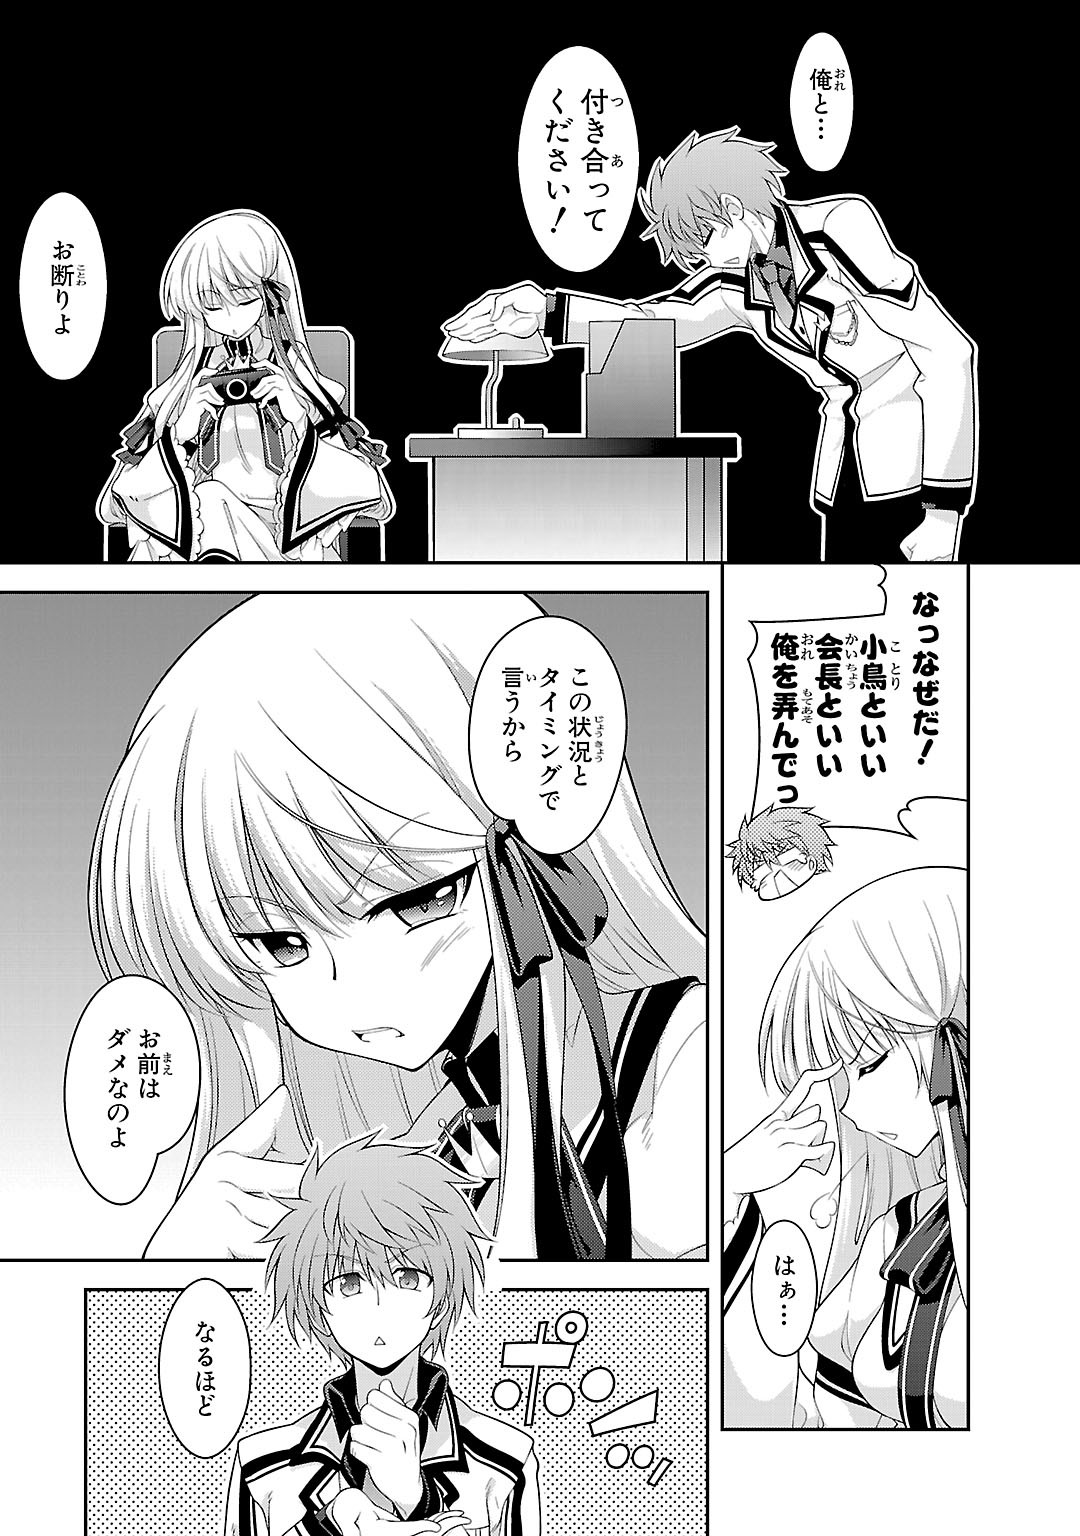 俺と…
付き合って
ください！
お断りよ
なっなぜだ！
小鳥といい
会長といい
俺を弄んでっ
はぁ…
この状況と
タイミングで
言うから
お前は
ダメなのよ
なるほど
ポン